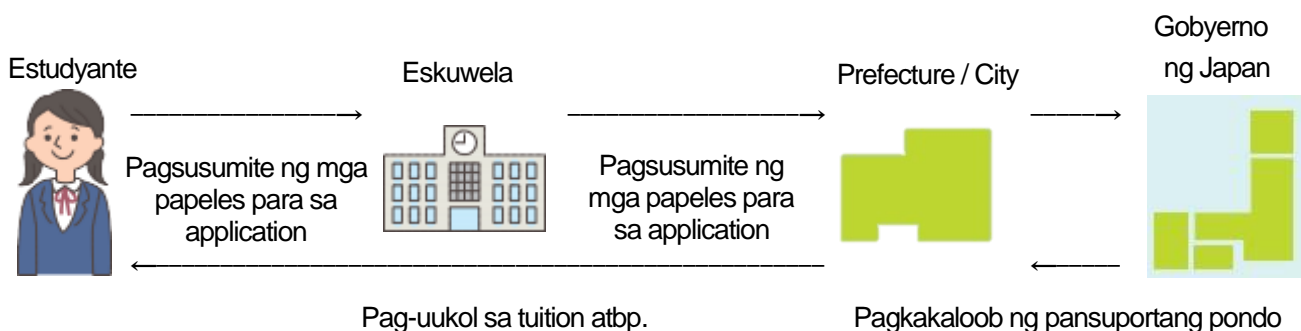 Estudyante
Eskuwela
Prefecture / City
Gobyerno
ng Japan
Pagsusumite ng mga
papeles para sa
application
Pagsusumite ng
mga papeles para
sa application
Pag-uukol sa tuition atbp.
Pagkakaloob ng pansuportang pondo